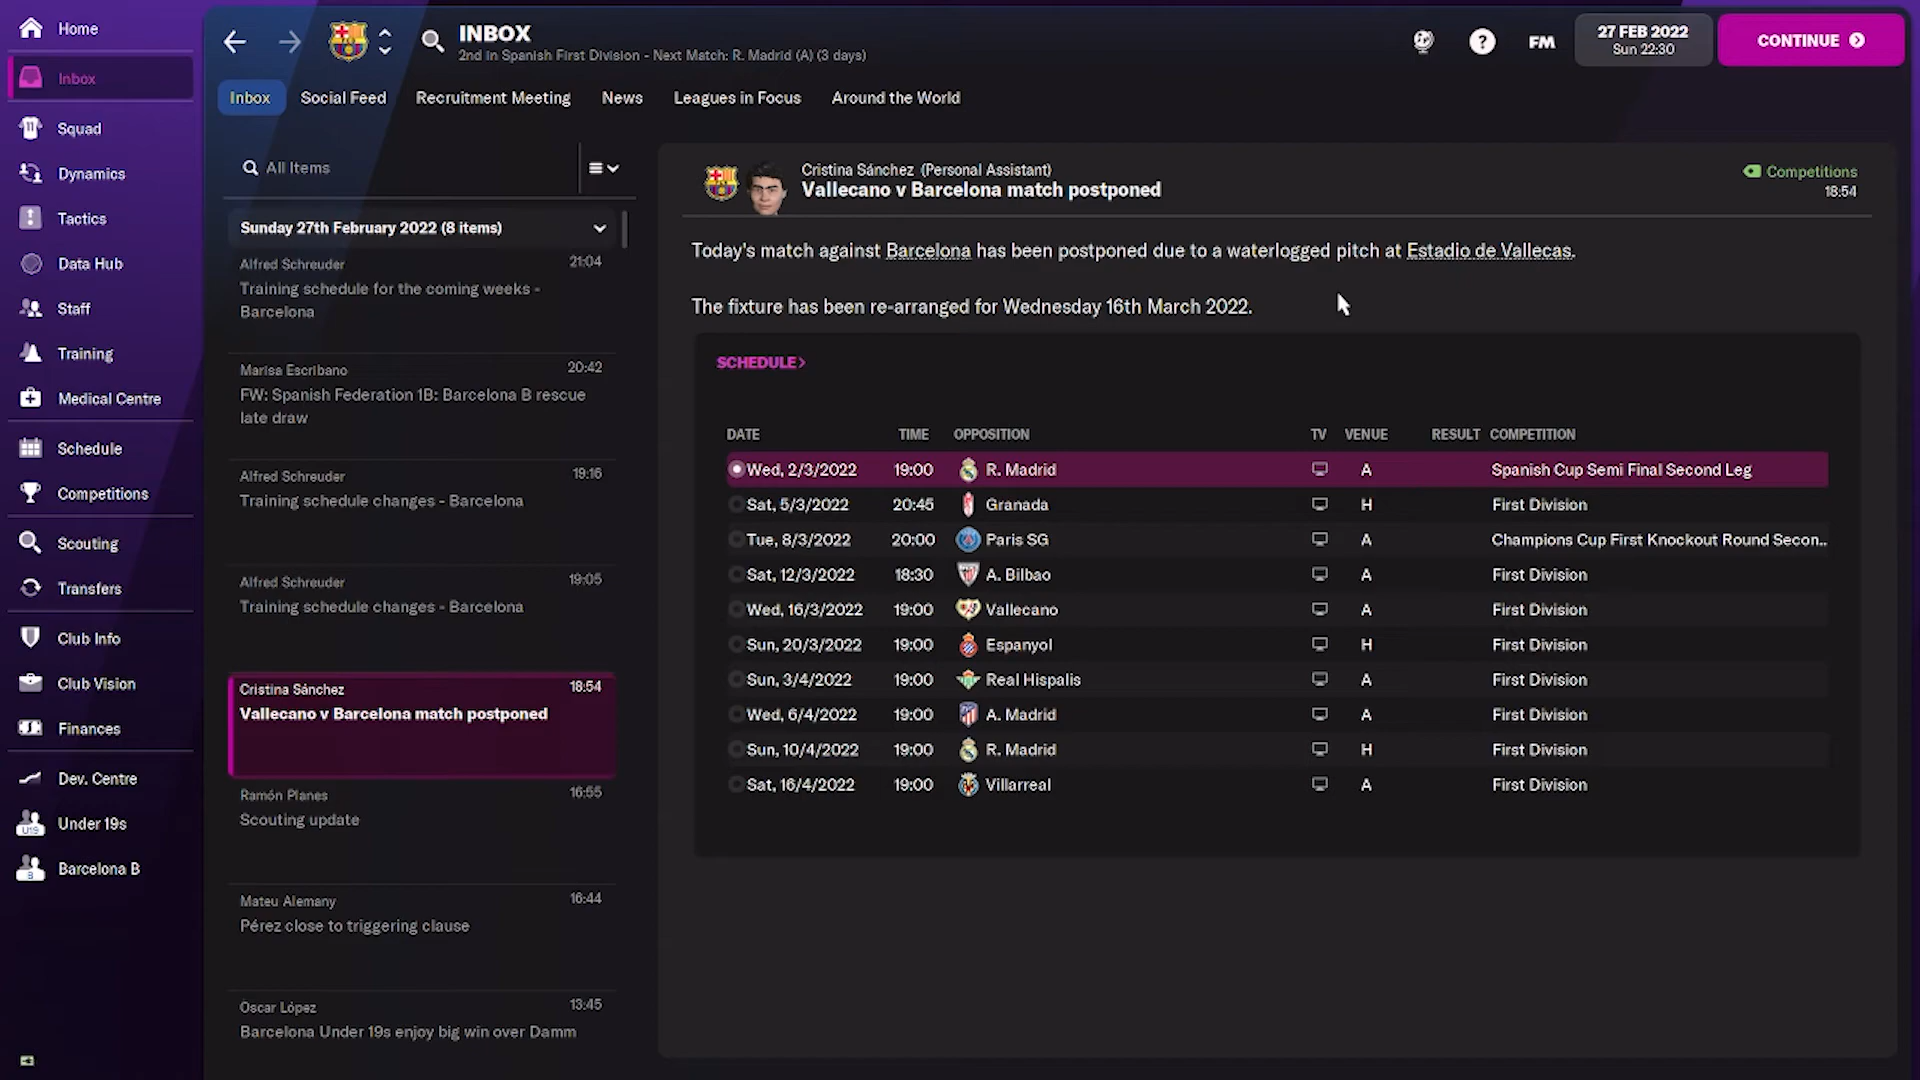 Home
Inbox
Squad
Dynamics
Tactics
Data Hub
Staff
Training
Medical Centre
Schedule
Competitions
Scouting
Transfers
Club Info
Club Vision
Finances
Dev. Centre
Under 19s
Barcelona B
INBOX
2nd in Spanish First Division - Next Match: R. Madrid (A) (3 days)
FM
27 FEB 2022
Sun 22:30
CONTINUE
Inbox Social Feed Recruitment Meeting News Leagues in Focus Around the World
All Items
Sunday 27th February 2022 (8 items)
Alfred Schreuder 21:04
Training schedule for the coming weeks -
Barcelona
Marisa Escribano 20:42
FW: Spanish Federation 1B: Barcelona B rescue
late draw
Alfred Schreuder 19:16
Training schedule changes - Barcelona
Alfred Schreuder 19:05
Training schedule changes - Barcelona
Cristina Sánchez 18:54
Vallecano v Barcelona match postponed
Ramón Planes 16:55
Scouting update
Mateu Alemany 16:44
Pérez close to triggering clause
Óscar López 13:45
Barcelona Under 19s enjoy big win over Damm
Cristina Sánchez (Personal Assistant)
Vallecano v Barcelona match postponed
Competitions
18:54
Today's match against Barcelona has been postponed due to a waterlogged pitch at Estadio de Vallecas.
The fixture has been re-arranged for Wednesday 16th March 2022.
SCHEDULE>
DATE TIME OPPOSITION TV VENUE RESULT COMPETITION
Wed, 2/3/2022 19:00 R. Madrid A Spanish Cup Semi Final Second Leg
Sat, 5/3/2022 20:45 Granada H First Division
Tue, 8/3/2022 20:00 Paris SG A Champions Cup First Knockout Round Secon..
Sat, 12/3/2022 18:30 A. Bilbao A First Division
Wed, 16/3/2022 19:00 Vallecano A First Division
Sun, 20/3/2022 19:00 Espanyol H First Division
Sun, 3/4/2022 19:00 Real Hispalis A First Division
Wed, 6/4/2022 19:00 A. Madrid A First Division
Sun, 10/4/2022 19:00 R. Madrid H First Division
Sat, 16/4/2022 19:00 Villarreal A First Division